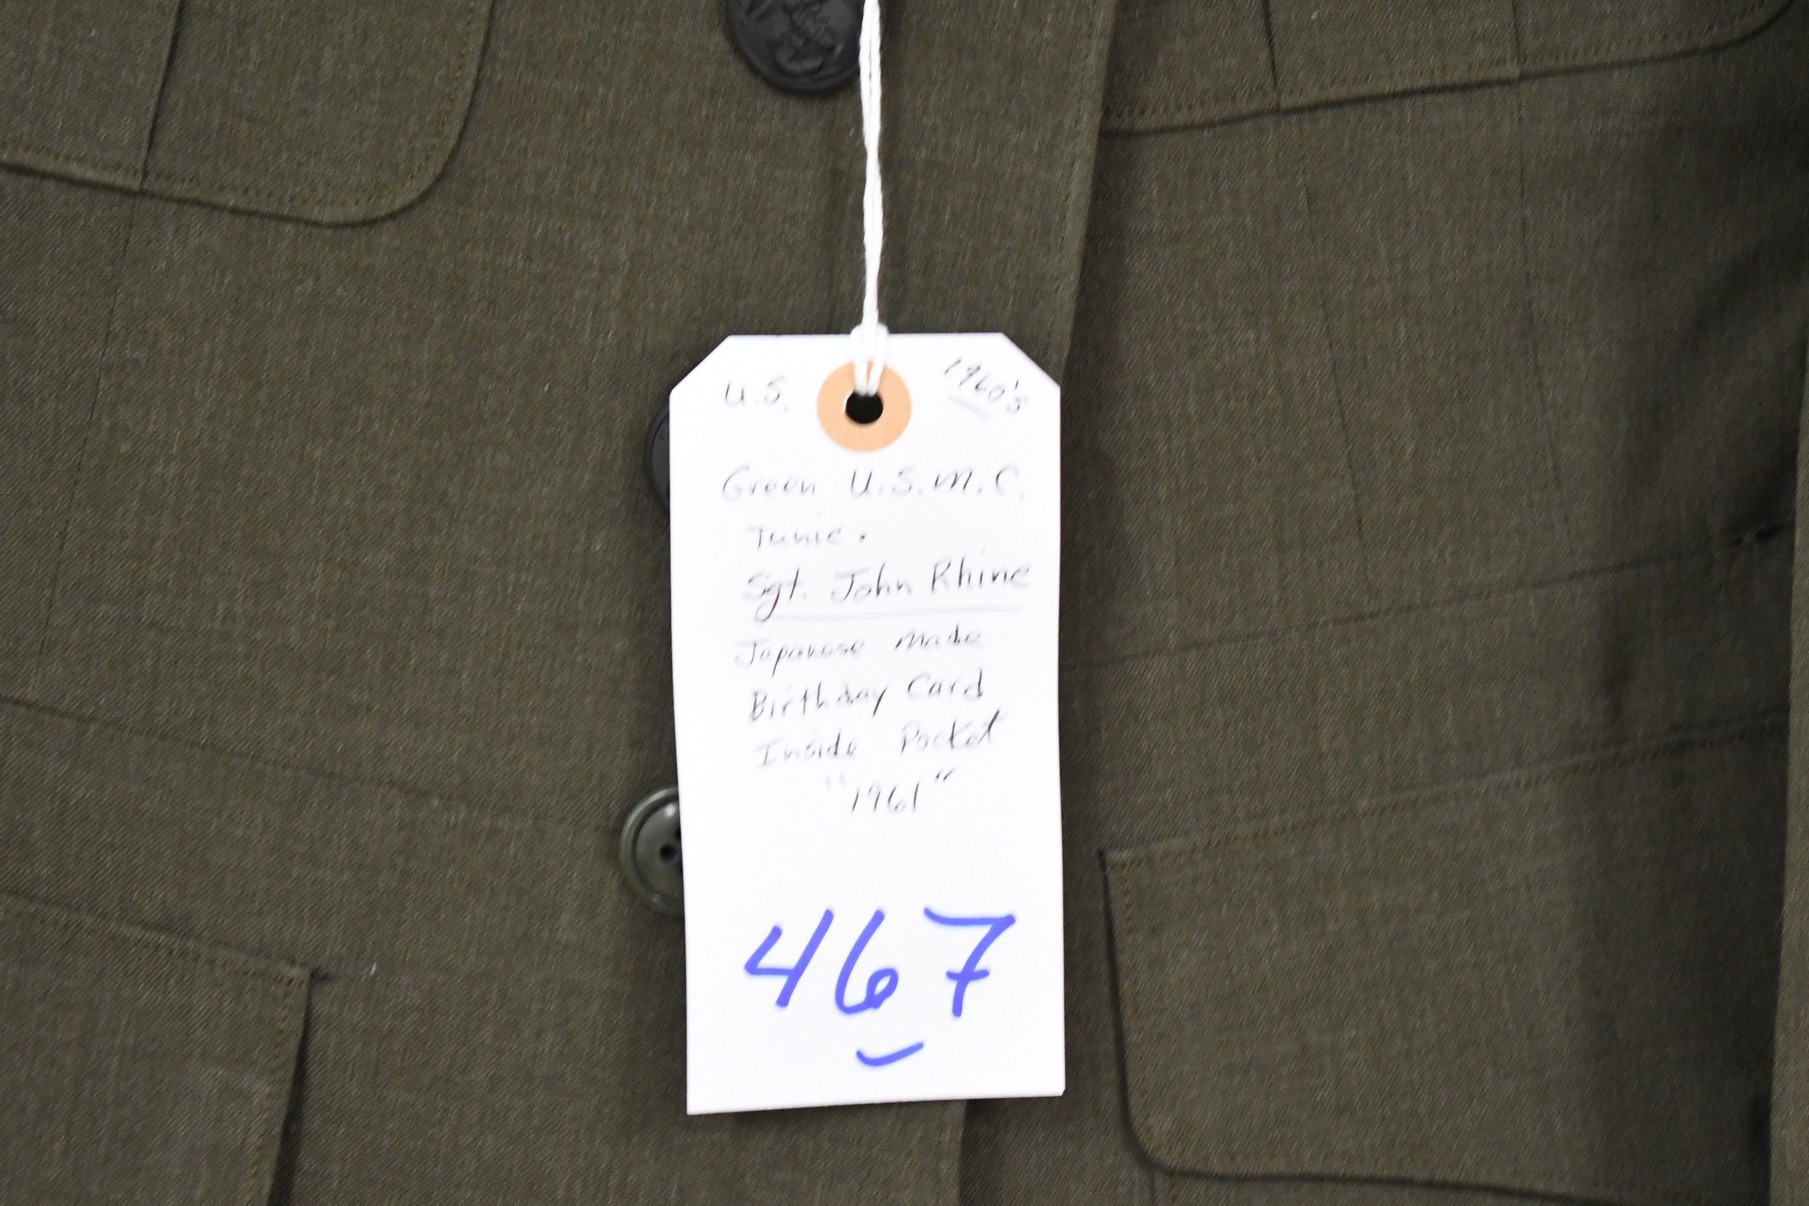 U.S. 1960's
Green U.S.M.C.
Tunic.
Sgt. John Rhine
Japanese made
Birthday Card
Inside Pocket
"1961"
467